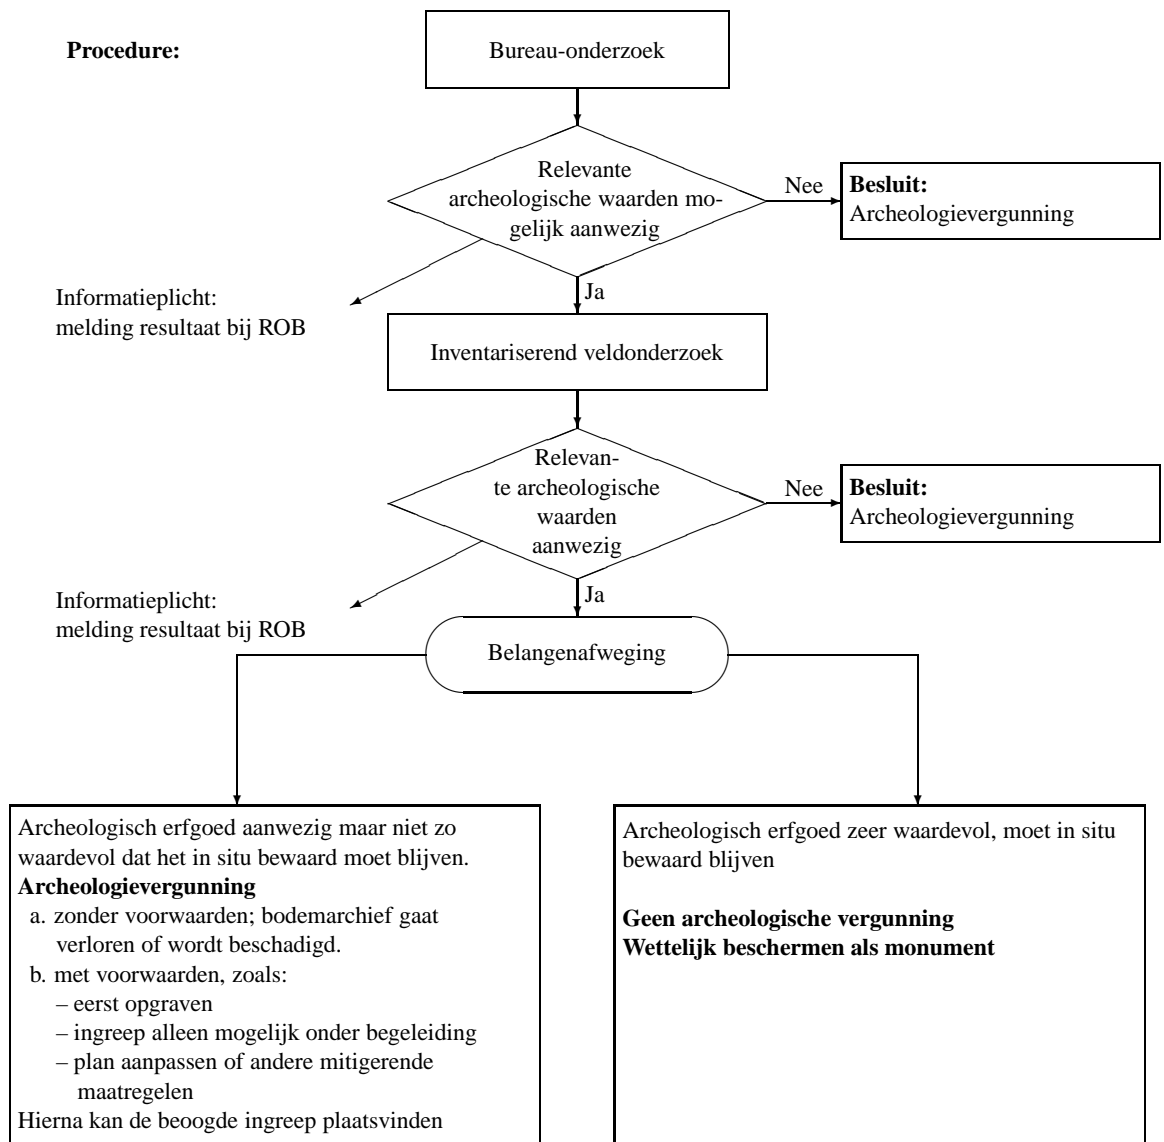 Procedure:
Bureau-onderzoek
Relevante
archeologische waarden mo-
gelijk aanwezig
Nee
Besluit:
Archeologievergunning
Informatieplicht:
melding resultaat bij ROB
Ja
Inventariserend veldonderzoek
Relevan-
te archeologische
waarden
aanwezig
Nee
Besluit:
Archeologievergunning
Informatieplicht:
melding resultaat bij ROB
Ja
Belangenafweging
Archeologisch erfgoed aanwezig maar niet zo
waardevol dat het in situ bewaard moet blijven.
Archeologievergunning
a. zonder voorwaarden; bodemarchief gaat
verloren of wordt beschadigd.
b. met voorwaarden, zoals:
– eerst opgraven
– ingreep alleen mogelijk onder begeleiding
– plan aanpassen of andere mitigerende
maatregelen
Hierna kan de beoogde ingreep plaatsvinden
Archeologisch erfgoed zeer waardevol, moet in situ
bewaard blijven
Geen archeologische vergunning
Wettelijk beschermen als monument